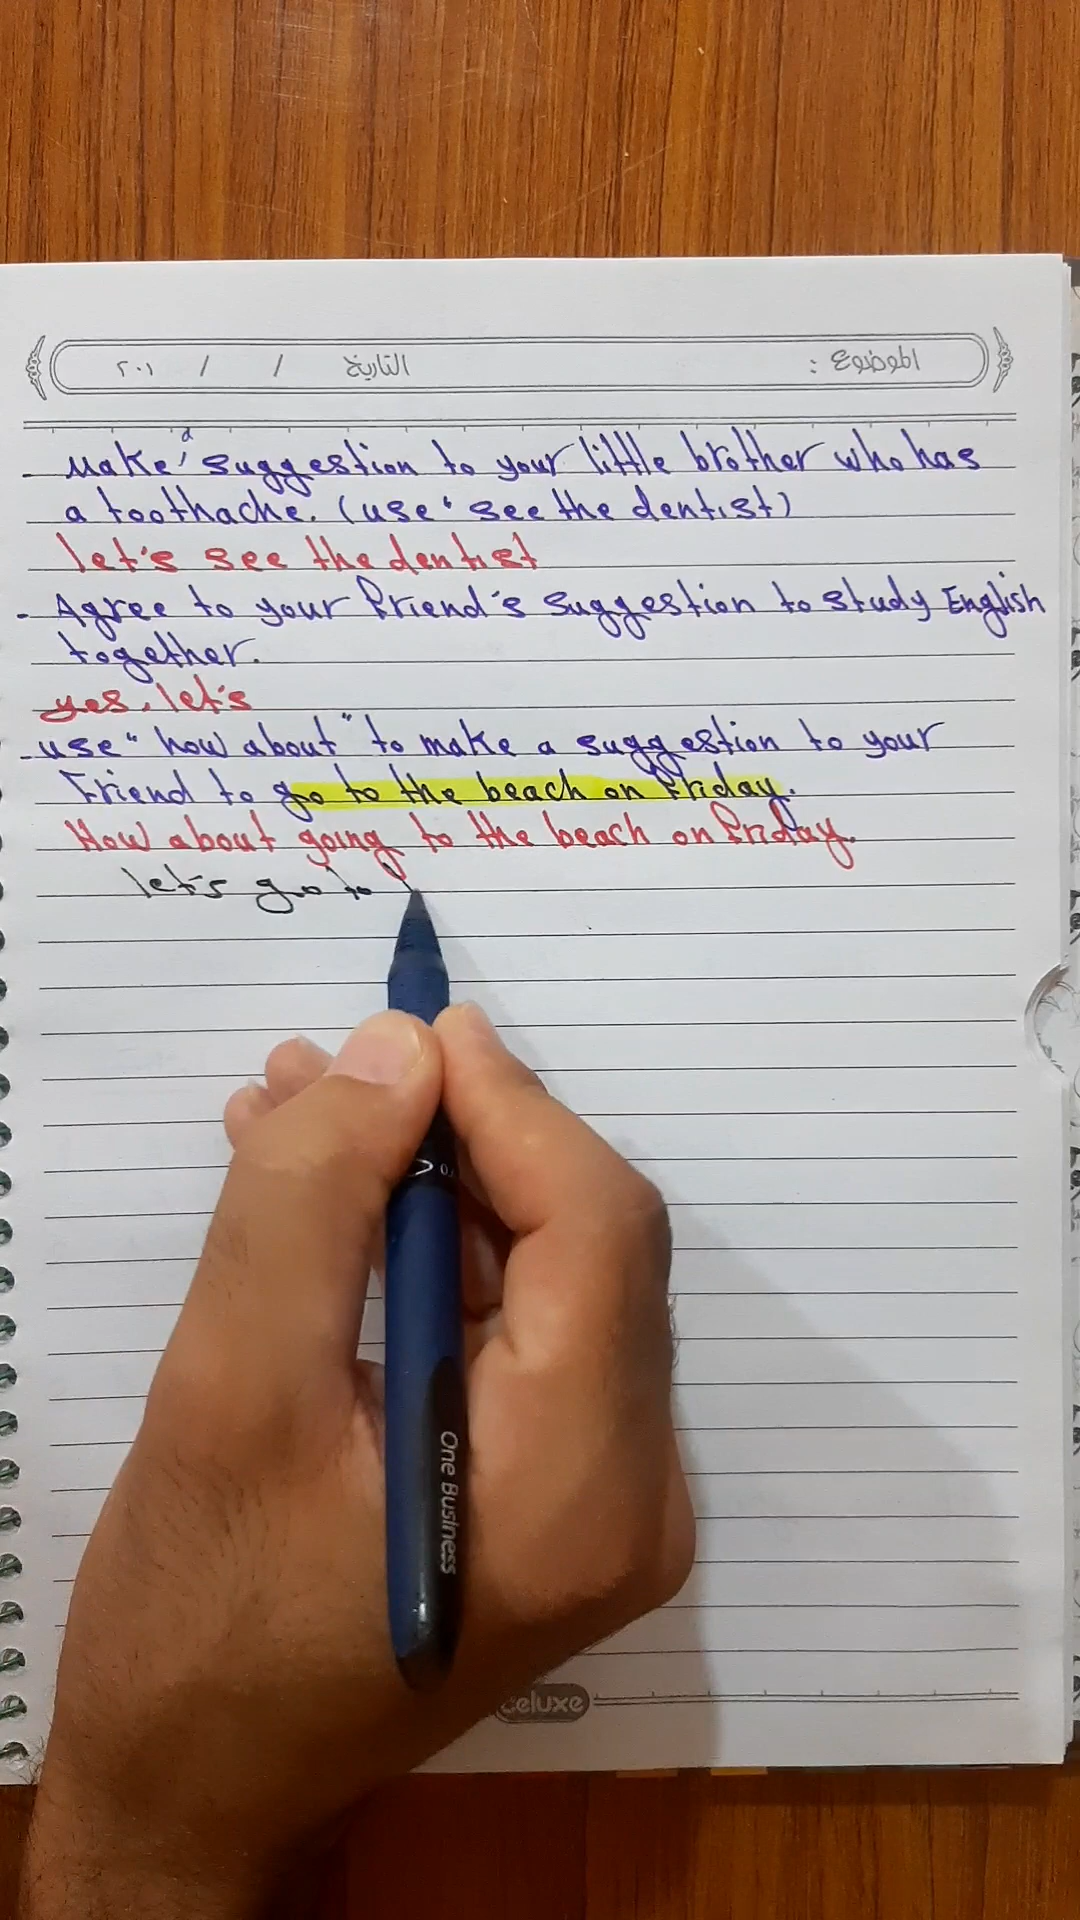 الموضوع :
التاريخ / / ٢٠١
- Make a suggestion to your little brother who has
a toothache. (use " see the dentist)
let's see the dentist
- Agree to your friend's suggestion to study English
together.
yes, let's
- use " how about " to make a suggestion to your
Friend to go to the beach on Friday.
How about going to the beach on Friday.
let's go to
One Business